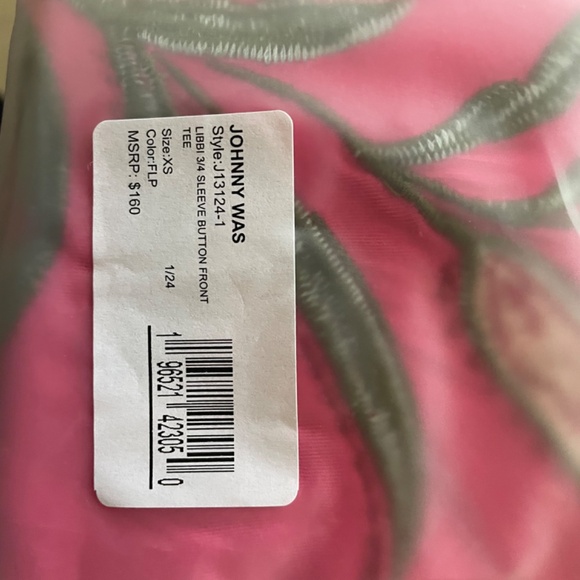 JOHNNY WAS
Style:J13124-1
LIBBI 3/4 SLEEVE BUTTON FRONT
TEE
Size:XS 1/24
Color:FLP
MSRP: $160
1 96521 42305 0